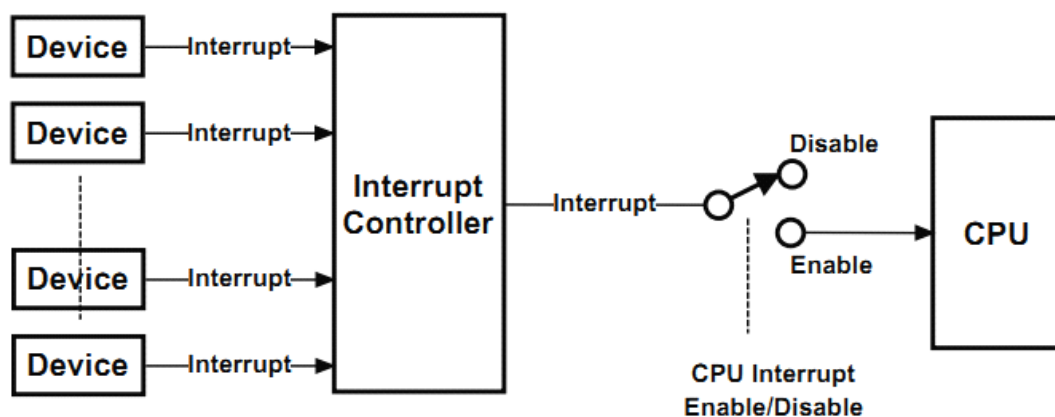 Device
Interrupt
Device
Interrupt
Disable
Interrupt
Controller
Interrupt
CPU
Device
Interrupt
Enable
Device
Interrupt
CPU Interrupt
Enable/Disable